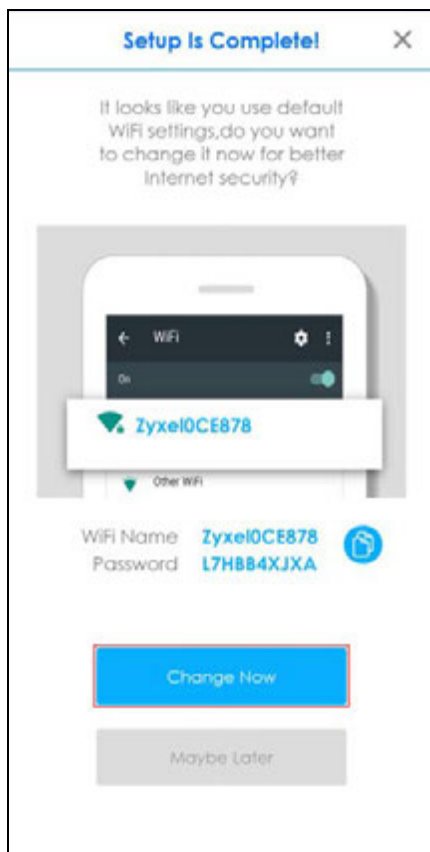 Setup Is Complete!
It looks like you use default
WiFi settings,do you want
to change it now for better
Internet security?
WiFi
On
Zyxel0CE878
Other WiFi
WiFi Name Zyxel0CE878
Password L7HBB4XJXA
Change Now
Maybe Later